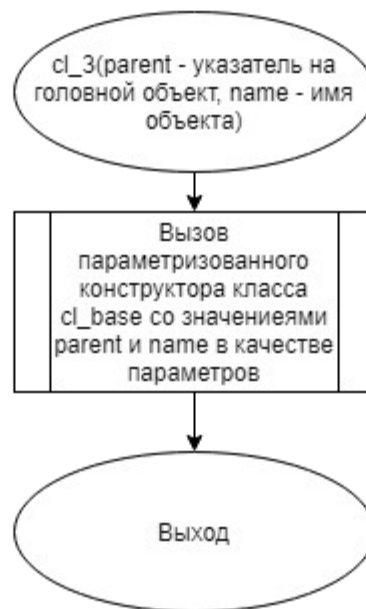 cl_3(parent - указатель на
головной объект, name - имя
объекта)
Вызов
параметризованного
конструктора класса
cl_base со значениеями
parent и name в качестве
параметров
Выход